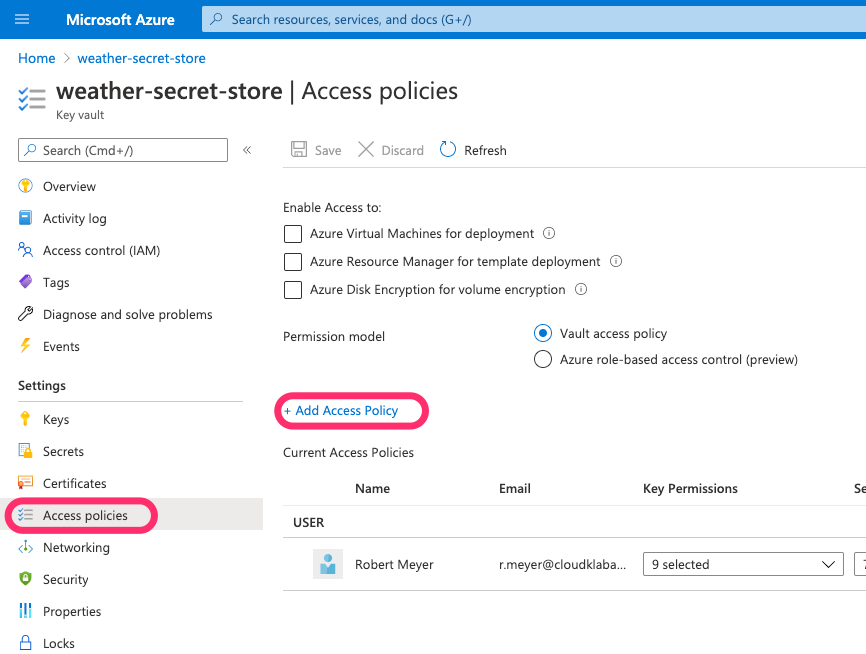 Microsoft Azure
Search resources, services, and docs (G+/)
Home > weather-secret-store
weather-secret-store | Access policies
Key vault
Search (Cmd+/)
«
Save
Discard
Refresh
Overview
Activity log
Access control (IAM)
Tags
Diagnose and solve problems
Events
Settings
Keys
Secrets
Certificates
Access policies
Networking
Security
Properties
Locks
Enable Access to:
Azure Virtual Machines for deployment
Azure Resource Manager for template deployment
Azure Disk Encryption for volume encryption
Permission model
Vault access policy
Azure role-based access control (preview)
+ Add Access Policy
Current Access Policies
Name Email Key Permissions Se
USER
Robert Meyer r.meyer@cloudklaba... 9 selected